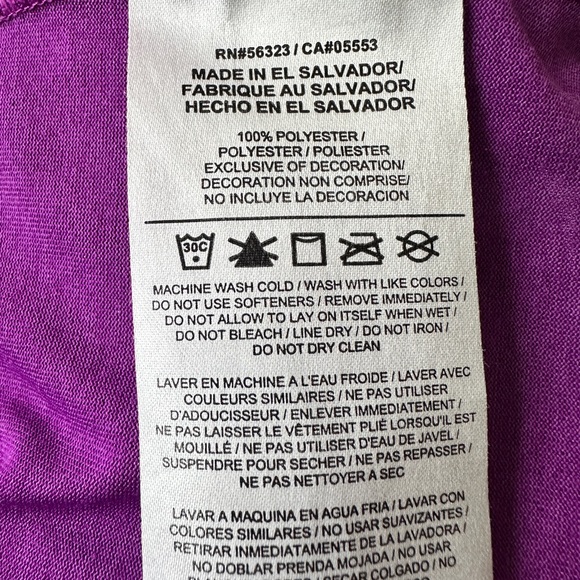 RN#56323 / CA#05553
MADE IN EL SALVADOR/
FABRIQUE AU SALVADOR/
HECHO EN EL SALVADOR
100% POLYESTER /
POLYESTER / POLIESTER
EXCLUSIVE OF DECORATION/
DECORATION NON COMPRISE/
NO INCLUYE LA DECORACION
30C
MACHINE WASH COLD / WASH WITH LIKE COLORS /
DO NOT USE SOFTENERS / REMOVE IMMEDIATELY /
DO NOT ALLOW TO LAY ON ITSELF WHEN WET /
DO NOT BLEACH / LINE DRY / DO NOT IRON /
DO NOT DRY CLEAN
LAVER EN MACHINE A L'EAU FROIDE / LAVER AVEC
COULEURS SIMILAIRES / NE PAS UTILISER
D'ADOUCISSEUR / ENLEVER IMMEDIATEMENT /
NE PAS LAISSER LE VÊTEMENT PLIÉ LORSQU'IL EST
MOUILLÉ / NE PAS UTILISER D'EAU DE JAVEL /
SUSPENDRE POUR SECHER / NE PAS REPASSER /
NE PAS NETTOYER A SEC
LAVAR A MAQUINA EN AGUA FRIA / LAVAR CON
COLORES SIMILARES / NO USAR SUAVIZANTES /
RETIRAR INMEDIATAMENTE DE LA LAVADORA /
NO DOBLAR PRENDA MOJADA / NO USAR